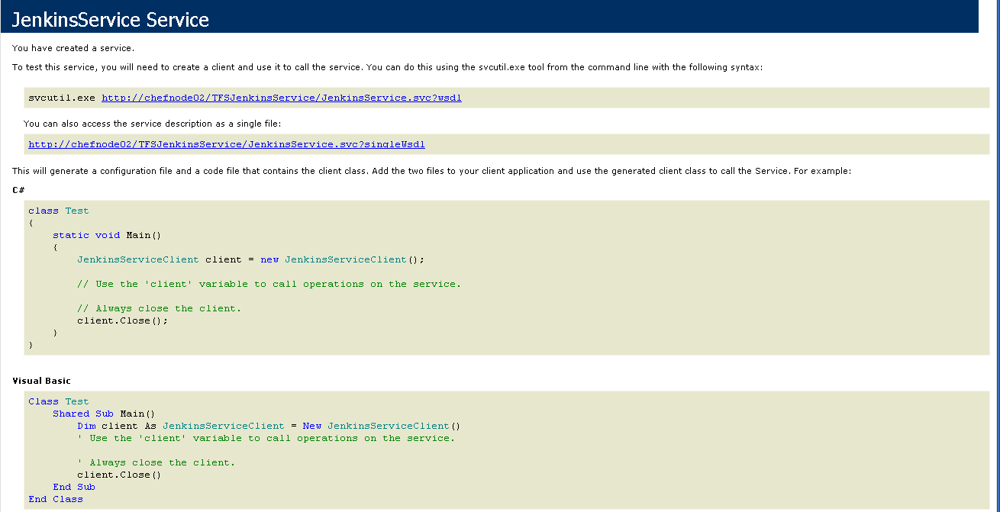 JenkinsService Service
You have created a service.
To test this service, you will need to create a client and use it to call the service. You can do this using the svcutil.exe tool from the command line with the following syntax:
svcutil.exe http://chefnode02/TFSJenkinsService/JenkinsService.svc?wsdl
You can also access the service description as a single file:
http://chefnode02/TFSJenkinsService/JenkinsService.svc?singleWsdl
This will generate a configuration file and a code file that contains the client class. Add the two files to your client application and use the generated client class to call the Service. For example:
C#
class Test
{
    static void Main()
    {
        JenkinsServiceClient client = new JenkinsServiceClient();
        // Use the 'client' variable to call operations on the service.
        // Always close the client.
        client.Close();
    }
}
Visual Basic
Class Test
    Shared Sub Main()
        Dim client As JenkinsServiceClient = New JenkinsServiceClient()
        ' Use the 'client' variable to call operations on the service.
        ' Always close the client.
        client.Close()
    End Sub
End Class